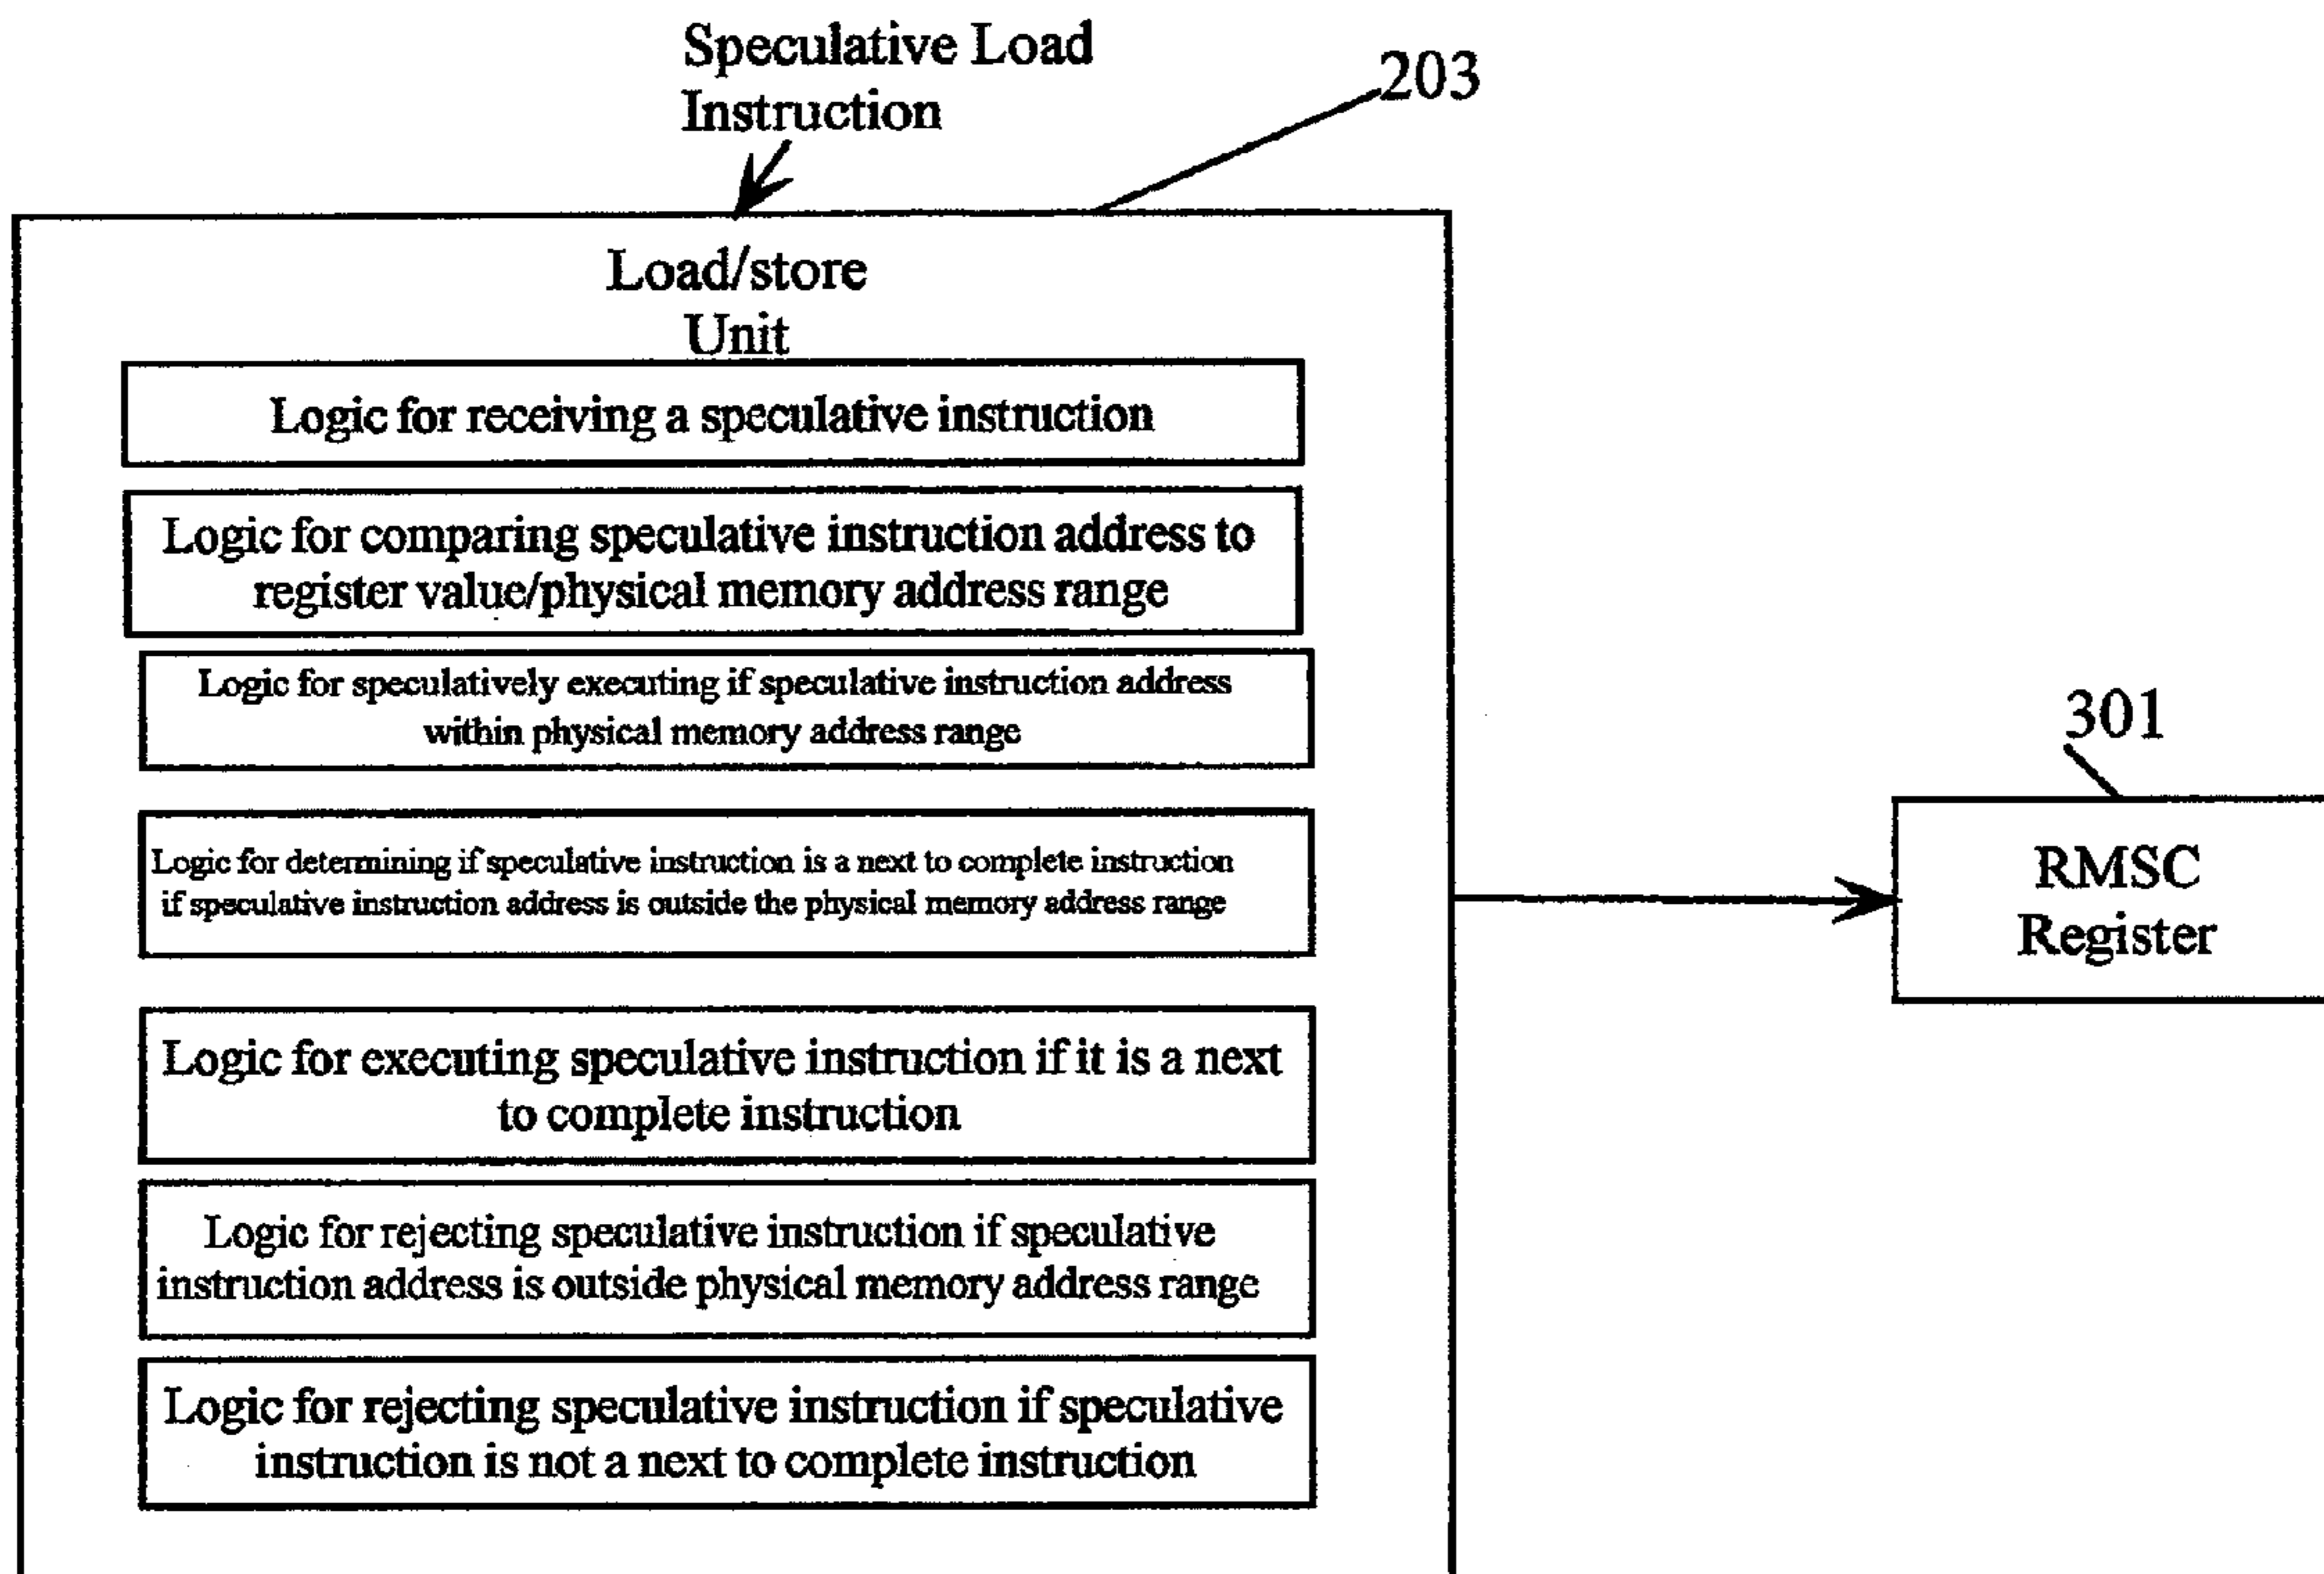 Speculative Load
Instruction
203
Load/store
Unit
Logic for receiving a speculative instruction
Logic for comparing speculative instruction address to
register value/physical memory address range
Logic for speculatively executing if speculative instruction address
within physical memory address range
Logic for determining if speculative instruction is a next to complete instruction
if speculative instruction address is outside the physical memory address range
Logic for executing speculative instruction if it is a next
to complete instruction
Logic for rejecting speculative instruction if speculative
instruction address is outside physical memory address range
Logic for rejecting speculative instruction if speculative
instruction is not a next to complete instruction
301
RMSC
Register